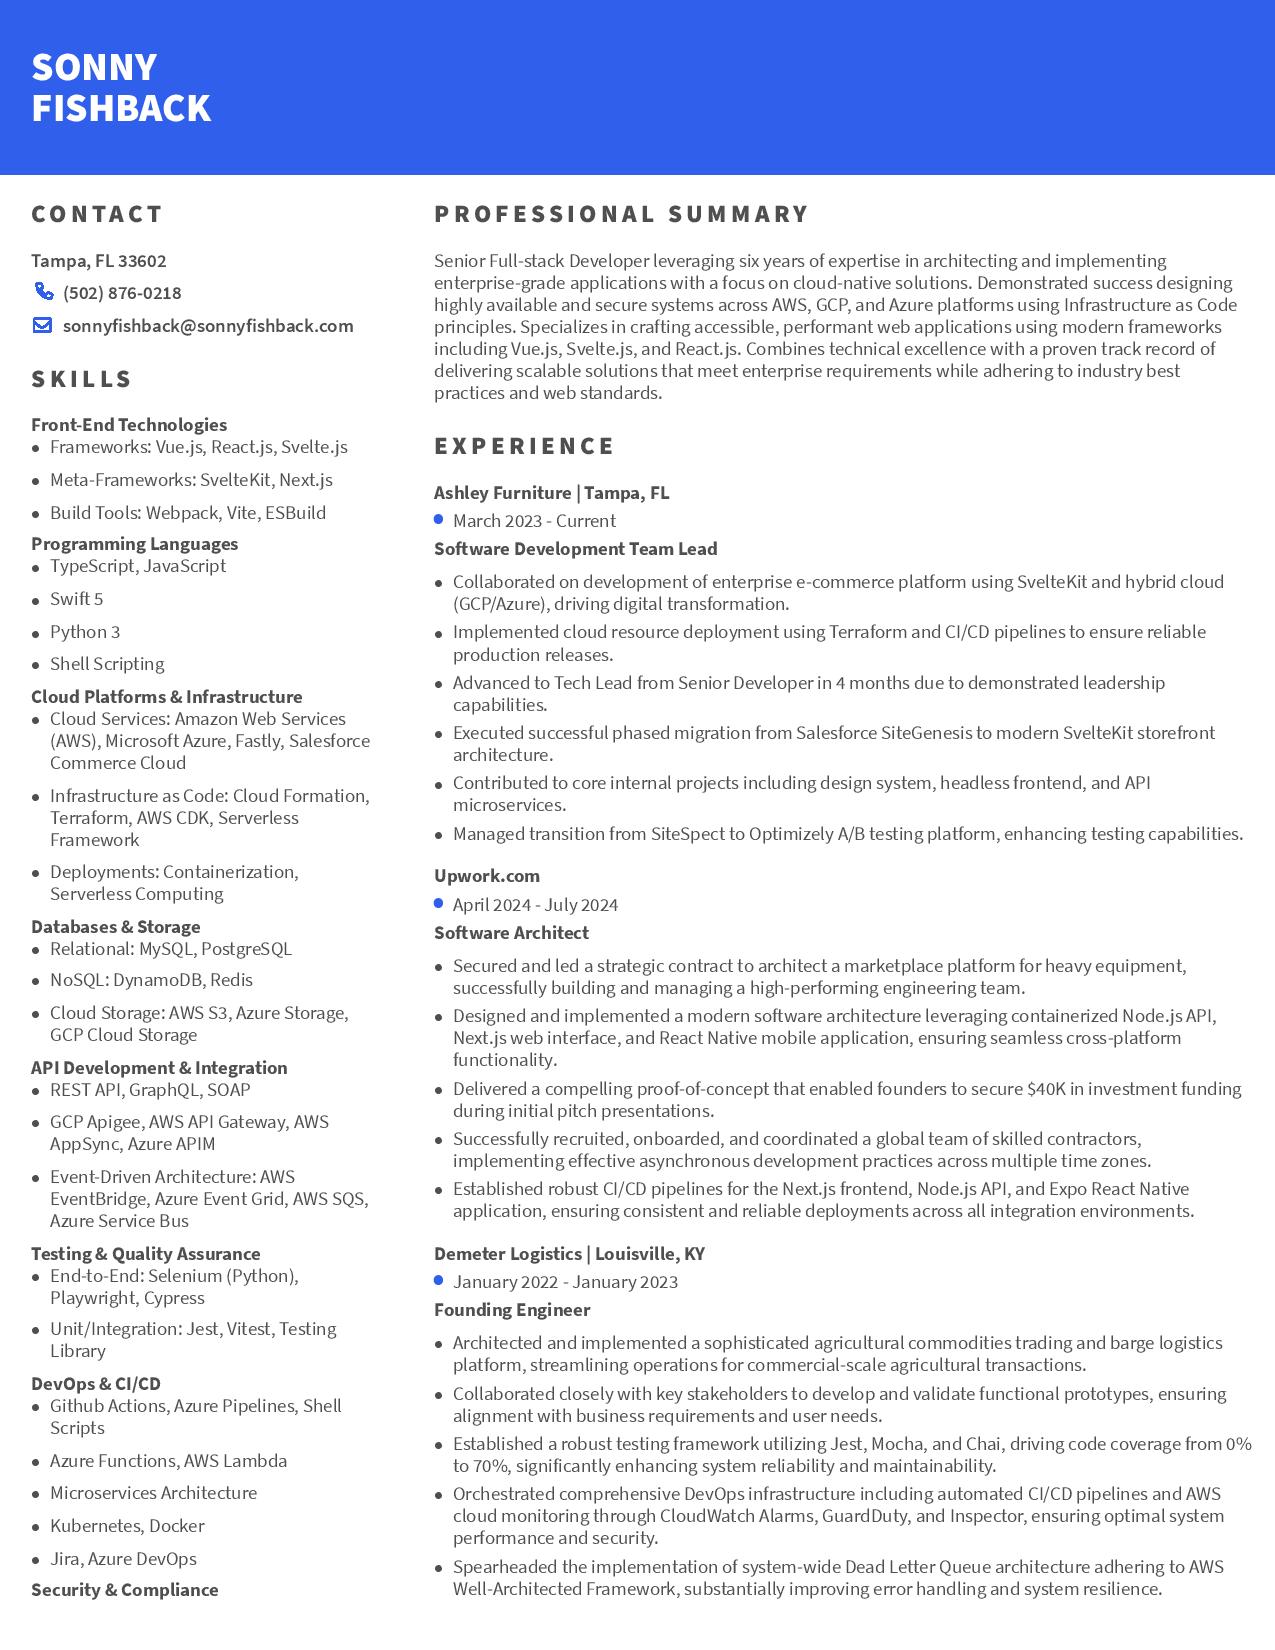 SONNY
FISHBACK
CONTACT
Tampa, FL 33602
(502) 876-0218
sonnyfishback@sonnyfishback.com
SKILLS
Front-End Technologies
• Frameworks: Vue.js, React.js, Svelte.js
• Meta-Frameworks: SvelteKit, Next.js
• Build Tools: Webpack, Vite, ESBuild
Programming Languages
• TypeScript, JavaScript
• Swift 5
• Python 3
• Shell Scripting
Cloud Platforms & Infrastructure
• Cloud Services: Amazon Web Services
(AWS), Microsoft Azure, Fastly, Salesforce
Commerce Cloud
• Infrastructure as Code: Cloud Formation,
Terraform, AWS CDK, Serverless
Framework
• Deployments: Containerization,
Serverless Computing
Databases & Storage
• Relational: MySQL, PostgreSQL
• NoSQL: DynamoDB, Redis
• Cloud Storage: AWS S3, Azure Storage,
GCP Cloud Storage
API Development & Integration
• REST API, GraphQL, SOAP
• GCP Apigee, AWS API Gateway, AWS
AppSync, Azure APIM
• Event-Driven Architecture: AWS
EventBridge, Azure Event Grid, AWS SQS,
Azure Service Bus
Testing & Quality Assurance
• End-to-End: Selenium (Python),
Playwright, Cypress
• Unit/Integration: Jest, Vitest, Testing
Library
DevOps & CI/CD
• Github Actions, Azure Pipelines, Shell
Scripts
• Azure Functions, AWS Lambda
• Microservices Architecture
• Kubernetes, Docker
• Jira, Azure DevOps
Security & Compliance
PROFESSIONAL SUMMARY
Senior Full-stack Developer leveraging six years of expertise in architecting and implementing
enterprise-grade applications with a focus on cloud-native solutions. Demonstrated success designing
highly available and secure systems across AWS, GCP, and Azure platforms using Infrastructure as Code
principles. Specializes in crafting accessible, performant web applications using modern frameworks
including Vue.js, Svelte.js, and React.js. Combines technical excellence with a proven track record of
delivering scalable solutions that meet enterprise requirements while adhering to industry best
practices and web standards.
EXPERIENCE
Ashley Furniture | Tampa, FL
• March 2023 - Current
Software Development Team Lead
• Collaborated on development of enterprise e-commerce platform using SvelteKit and hybrid cloud
(GCP/Azure), driving digital transformation.
• Implemented cloud resource deployment using Terraform and CI/CD pipelines to ensure reliable
production releases.
• Advanced to Tech Lead from Senior Developer in 4 months due to demonstrated leadership
capabilities.
• Executed successful phased migration from Salesforce SiteGenesis to modern SvelteKit storefront
architecture.
• Contributed to core internal projects including design system, headless frontend, and API
microservices.
• Managed transition from SiteSpect to Optimizely A/B testing platform, enhancing testing capabilities.
Upwork.com
• April 2024 - July 2024
Software Architect
• Secured and led a strategic contract to architect a marketplace platform for heavy equipment,
successfully building and managing a high-performing engineering team.
• Designed and implemented a modern software architecture leveraging containerized Node.js API,
Next.js web interface, and React Native mobile application, ensuring seamless cross-platform
functionality.
• Delivered a compelling proof-of-concept that enabled founders to secure $40K in investment funding
during initial pitch presentations.
• Successfully recruited, onboarded, and coordinated a global team of skilled contractors,
implementing effective asynchronous development practices across multiple time zones.
• Established robust CI/CD pipelines for the Next.js frontend, Node.js API, and Expo React Native
application, ensuring consistent and reliable deployments across all integration environments.
Demeter Logistics | Louisville, KY
• January 2022 - January 2023
Founding Engineer
• Architected and implemented a sophisticated agricultural commodities trading and barge logistics
platform, streamlining operations for commercial-scale agricultural transactions.
• Collaborated closely with key stakeholders to develop and validate functional prototypes, ensuring
alignment with business requirements and user needs.
• Established a robust testing framework utilizing Jest, Mocha, and Chai, driving code coverage from 0%
to 70%, significantly enhancing system reliability and maintainability.
• Orchestrated comprehensive DevOps infrastructure including automated CI/CD pipelines and AWS
cloud monitoring through CloudWatch Alarms, GuardDuty, and Inspector, ensuring optimal system
performance and security.
• Spearheaded the implementation of system-wide Dead Letter Queue architecture adhering to AWS
Well-Architected Framework, substantially improving error handling and system resilience.